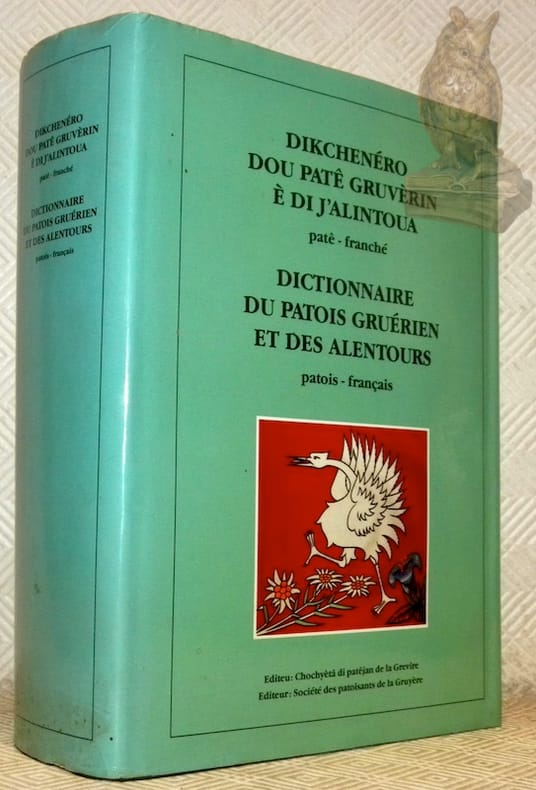 DIKCHENÉRO
DOU PATÊ GRUVÈRIN
È DI J'ALINTOUA
patê - franché
DICTIONNAIRE
DU PATOIS GRUÉRIEN
ET DES ALENTOURS
patois - français
DIKCHENÉRO
DOU PATÊ GRUVÈRIN
È DI J'ALINTOUA
patê - franché
DICTIONNAIRE
DU PATOIS GRUÉRIEN
ET DES ALENTOURS
patois - français
Editeu: Chochyètâ di patêjan de la Grevire
Editeur: Société des patoisants de la Gruyère